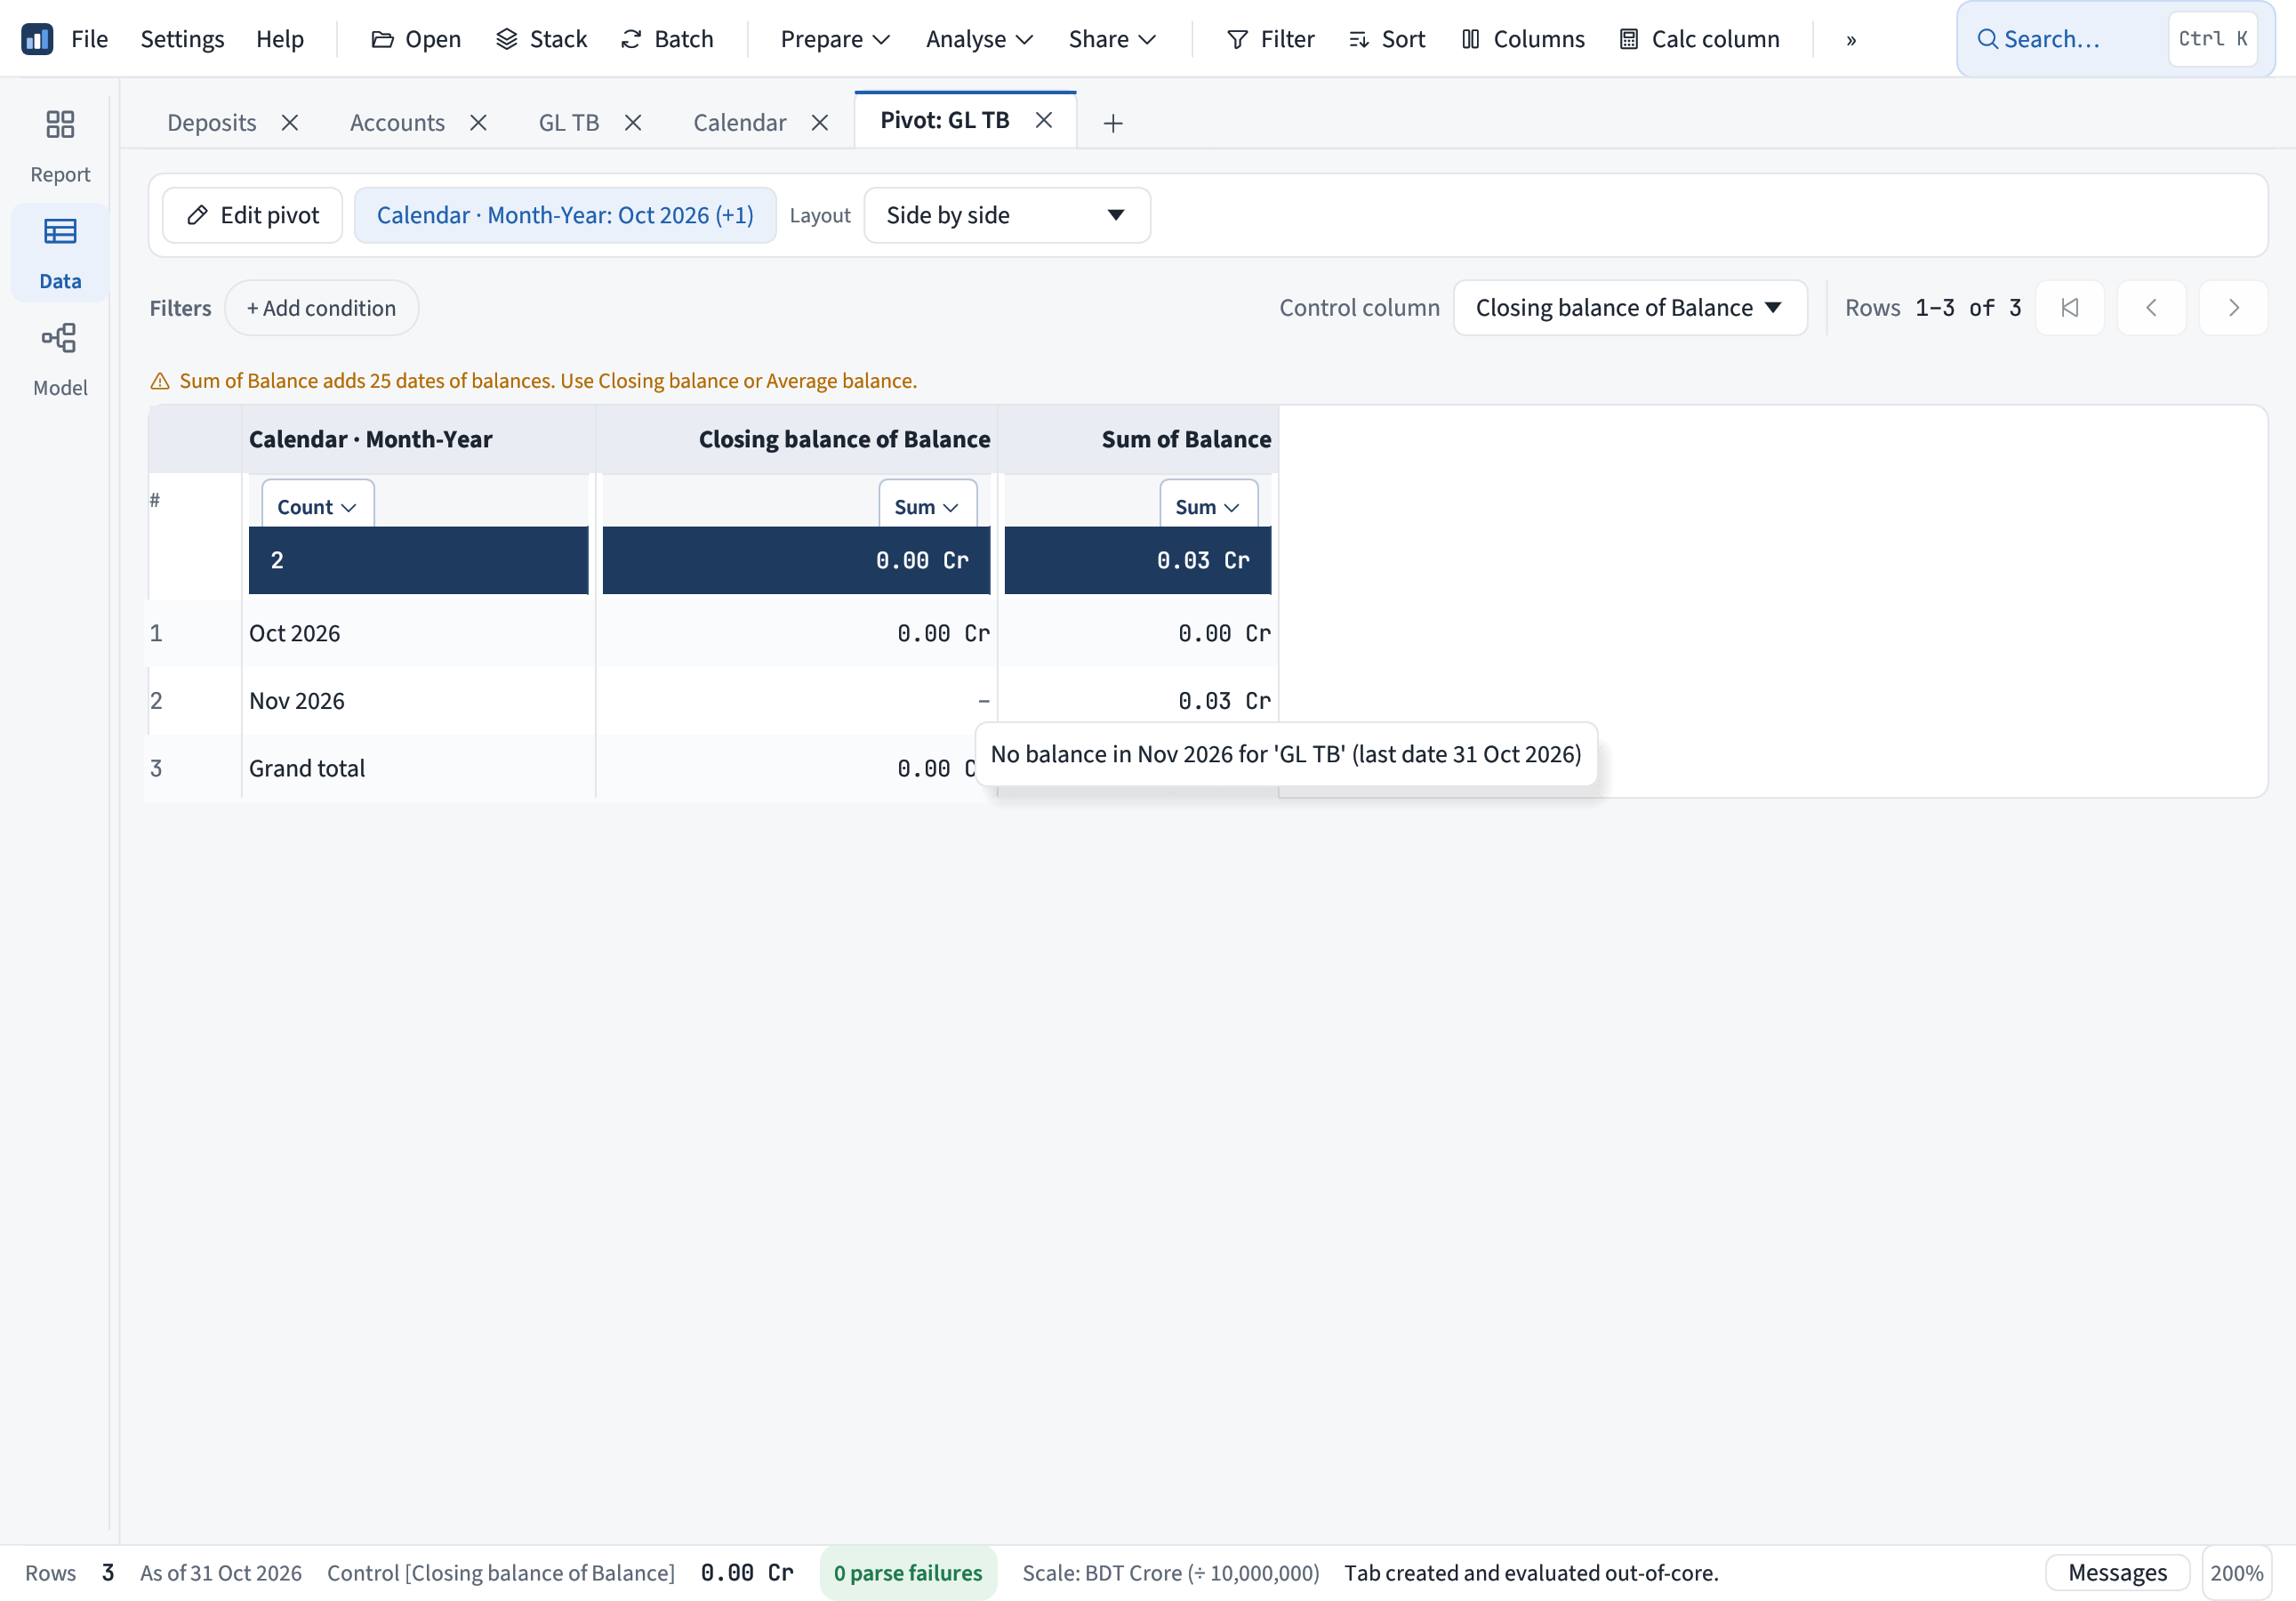 File Settings Help Open Stack Batch Prepare Analyse Share Filter Sort Columns Calc column » Search… Ctrl K
Report
Data
Model
Deposits Accounts GL TB Calendar Pivot: GL TB
Edit pivot Calendar · Month-Year: Oct 2026 (+1) Layout Side by side
Filters + Add condition Control column Closing balance of Balance Rows 1–3 of 3
Sum of Balance adds 25 dates of balances. Use Closing balance or Average balance.
Calendar · Month-Year Closing balance of Balance Sum of Balance
# Count Sum Sum
2 0.00 Cr 0.03 Cr
1 Oct 2026 0.00 Cr 0.00 Cr
2 Nov 2026 – 0.03 Cr
No balance in Nov 2026 for 'GL TB' (last date 31 Oct 2026)
3 Grand total 0.00
Rows 3 As of 31 Oct 2026 Control [Closing balance of Balance] 0.00 Cr 0 parse failures Scale: BDT Crore (÷ 10,000,000) Tab created and evaluated out-of-core. Messages 200%